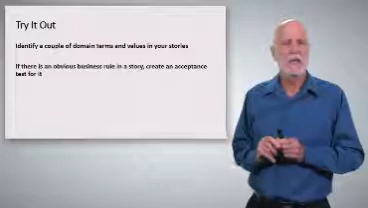 Try It Out
Identify a couple of domain terms and values in your stories
If there is an obvious business rule in a story, create an acceptance
test for it